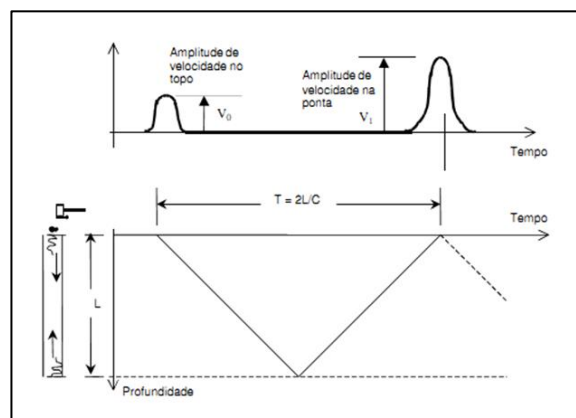 Amplitude de
velocidade no
topo
V0
Amplitude de
velocidade na
ponta
V1
Tempo
T = 2L/C
Tempo
L
Profundidade